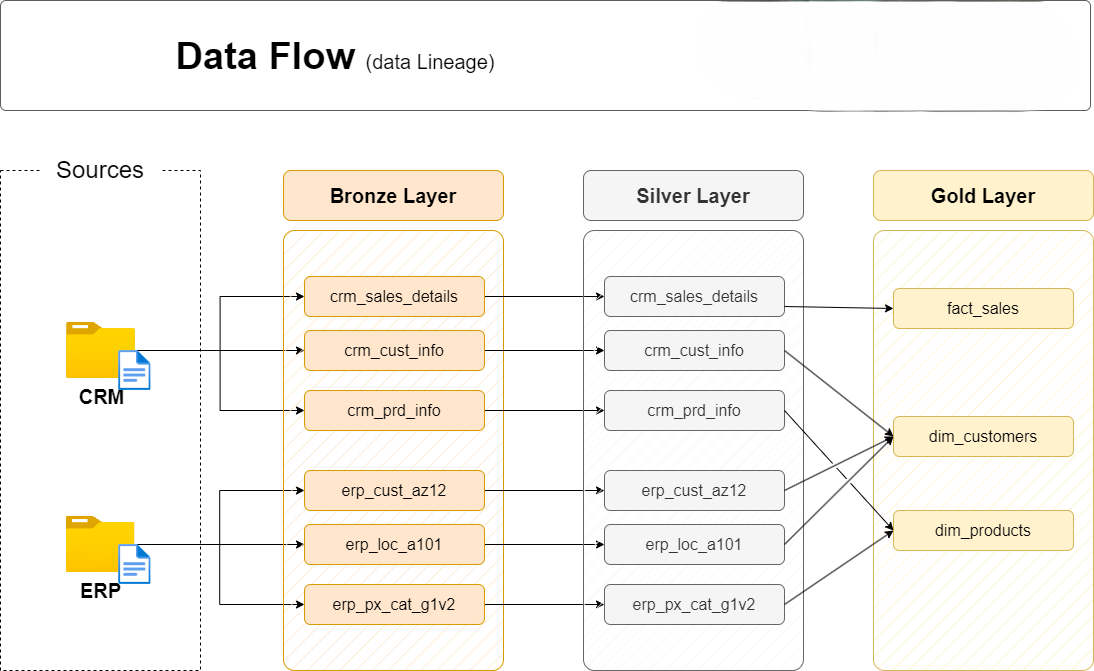 Data Flow (data Lineage)
Sources
Bronze Layer
Silver Layer
Gold Layer
crm_sales_details
crm_sales_details
fact_sales
crm_cust_info
crm_cust_info
CRM
crm_prd_info
crm_prd_info
dim_customers
erp_cust_az12
erp_cust_az12
dim_products
erp_loc_a101
erp_loc_a101
ERP
erp_px_cat_g1v2
erp_px_cat_g1v2